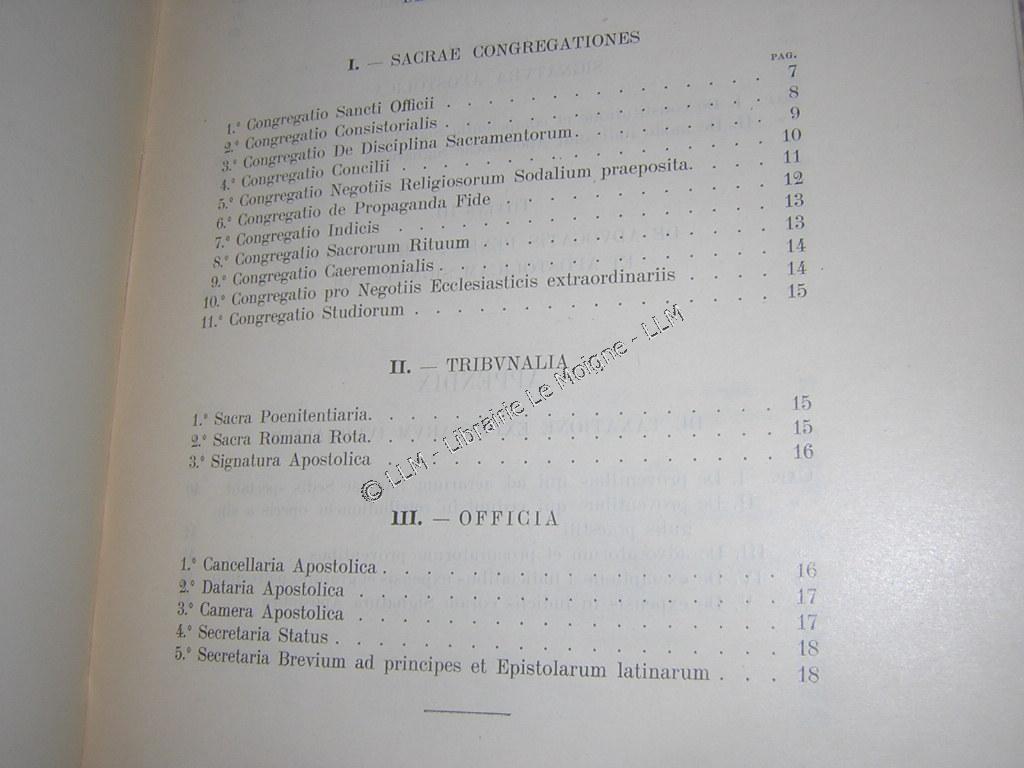 I. — SACRAE CONGREGATIONES
PAG.
1.º Congregatio Sancti Officii . . . . . . . . . . . . 7
2.º Congregatio Consistorialis . . . . . . . . . . . . 8
3.º Congregatio De Disciplina Sacramentorum. . . . . . . . 9
4.º Congregatio Concilii . . . . . . . . . . . . . . 10
5.º Congregatio Negotiis Religiosorum Sodalium praeposita. . . . . 11
6.º Congregatio de Propaganda Fide . . . . . . . . . . 12
7.º Congregatio Indicis . . . . . . . . . . . . . . 13
8.º Congregatio Sacrorum Rituum . . . . . . . . . . . 13
9.º Congregatio Caeremonialis . . . . . . . . . . . . 14
10.º Congregatio pro Negotiis Ecclesiasticis extraordinariis . . . . 14
11.º Congregatio Studiorum . . . . . . . . . . . . . 15
II. — TRIBVNALIA
1.º Sacra Poenitentiaria. . . . . . . . . . . . . . . 15
2.º Sacra Romana Rota. . . . . . . . . . . . . . . 15
3.º Signatura Apostolica . . . . . . . . . . . . . . 16
© LLM - Librairie Le Moigne - LLM
III. — OFFICIA
1.º Cancellaria Apostolica . . . . . . . . . . . . . . 16
2.º Dataria Apostolica . . . . . . . . . . . . . . . 17
3.º Camera Apostolica . . . . . . . . . . . . . . . 17
4.º Secretaria Status . . . . . . . . . . . . . . . . 18
5.º Secretaria Brevium ad principes et Epistolarum latinarum . . . 18